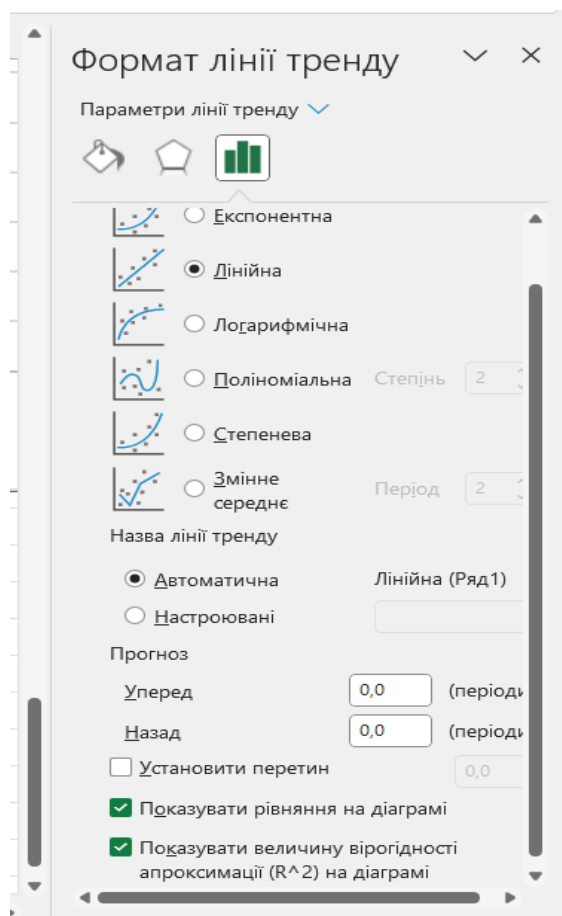 Формат лінії тренду
Параметри лінії тренду
Експонентна
Лінійна
Логарифмічна
Поліноміальна Степінь 2
Степенева
Змінне
середнє
Період 2
Назва лінії тренду
Автоматична Лінійна (Ряд1)
Настроювані
Прогноз
Уперед 0,0 (періоди
Назад 0,0 (періоди
Установити перетин 0,0
Показувати рівняння на діаграмі
Показувати величину вірогідності
апроксимації (R^2) на діаграмі